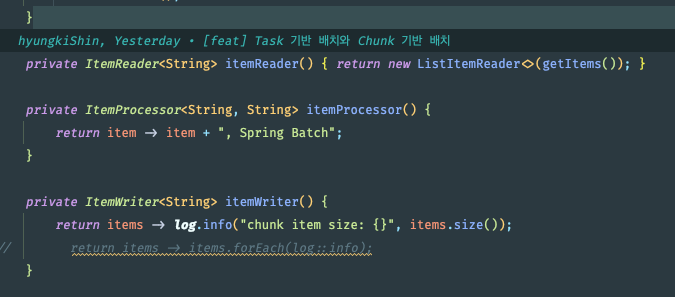 }
hyungkiShin, Yesterday • [feat] Task 기반 배치와 Chunk 기반 배치
private ItemReader<String> itemReader() { return new ListItemReader<>(getItems()); }
private ItemProcessor<String, String> itemProcessor() {
return item -> item + ", Spring Batch";
}
private ItemWriter<String> itemWriter() {
return items -> log.info("chunk item size: {}", items.size());
// return items -> items.forEach(log::info);
}